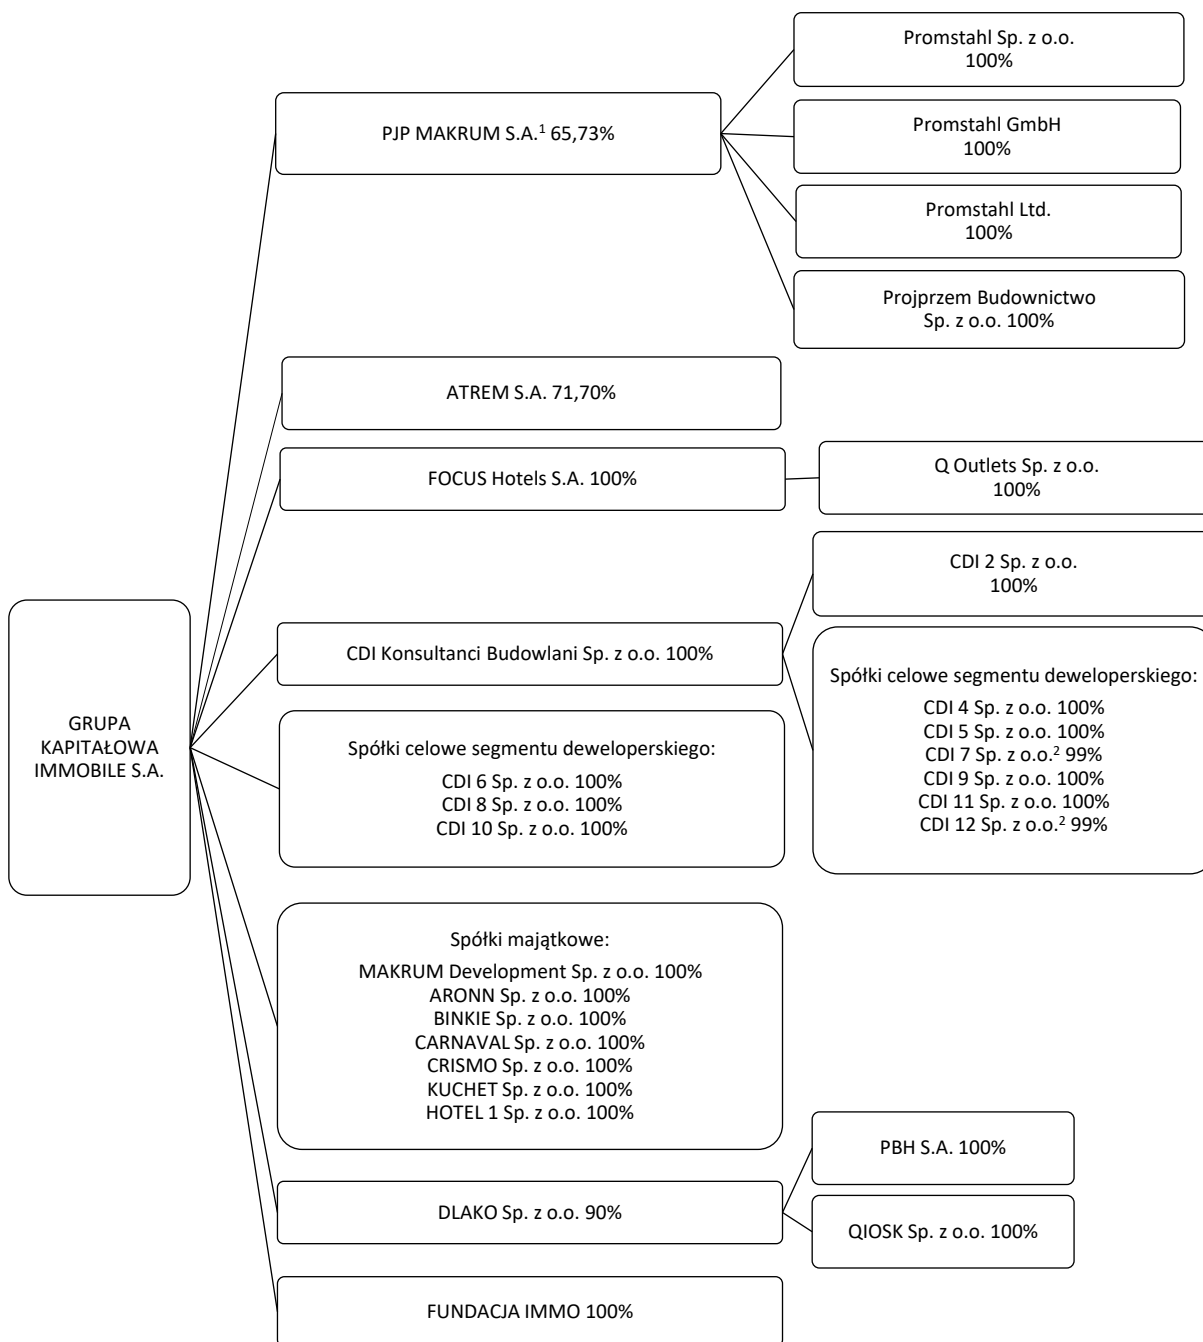 Promstahl Sp. z o.o.
100%
PJP MAKRUM S.A.¹ 65,73%
Promstahl GmbH
100%
Promstahl Ltd.
100%
Projprzem Budownictwo
Sp. z o.o. 100%
ATREM S.A. 71,70%
FOCUS Hotels S.A. 100%
Q Outlets Sp. z o.o.
100%
CDI 2 Sp. z o.o.
100%
GRUPA
KAPITAŁOWA
IMMOBILE S.A.
CDI Konsultanci Budowlani Sp. z o.o. 100%
Spółki celowe segmentu deweloperskiego:
CDI 4 Sp. z o.o. 100%
CDI 5 Sp. z o.o. 100%
CDI 7 Sp. z o.o.² 99%
CDI 9 Sp. z o.o. 100%
CDI 11 Sp. z o.o. 100%
CDI 12 Sp. z o.o.² 99%
Spółki celowe segmentu deweloperskiego:
CDI 6 Sp. z o.o. 100%
CDI 8 Sp. z o.o. 100%
CDI 10 Sp. z o.o. 100%
Spółki majątkowe:
MAKRUM Development Sp. z o.o. 100%
ARONN Sp. z o.o. 100%
BINKIE Sp. z o.o. 100%
CARNAVAL Sp. z o.o. 100%
CRISMO Sp. z o.o. 100%
KUCHET Sp. z o.o. 100%
HOTEL 1 Sp. z o.o. 100%
PBH S.A. 100%
DLAKO Sp. z o.o. 90%
QIOSK Sp. z o.o. 100%
FUNDACJA IMMO 100%